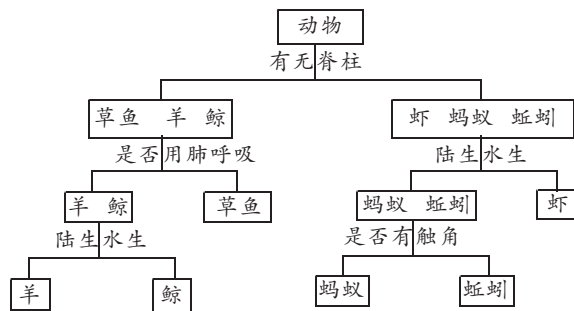 动物
有无脊柱
草鱼 羊 鲸
虾 蚂蚁 蚯蚓
是否用肺呼吸
陆生水生
羊 鲸
草鱼
蚂蚁 蚯蚓
虾
陆生水生
是否有触角
羊
鲸
蚂蚁
蚯蚓